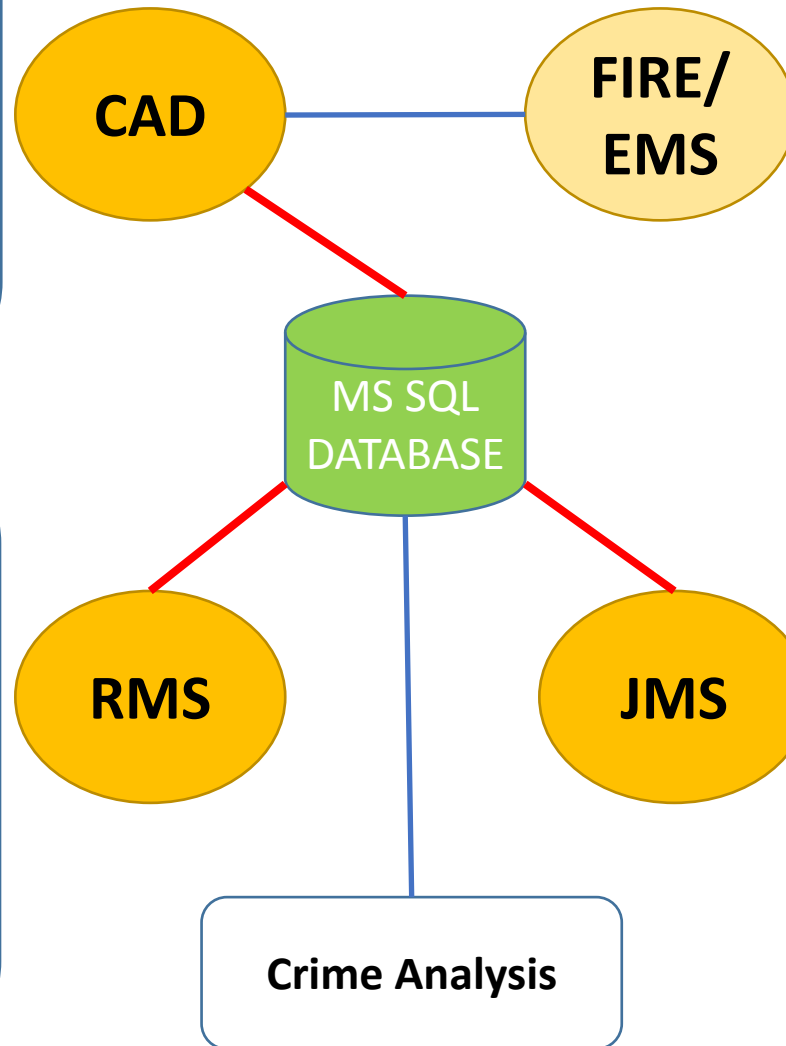 CAD
FIRE/
EMS
MS SQL
DATABASE
RMS
JMS
Crime Analysis